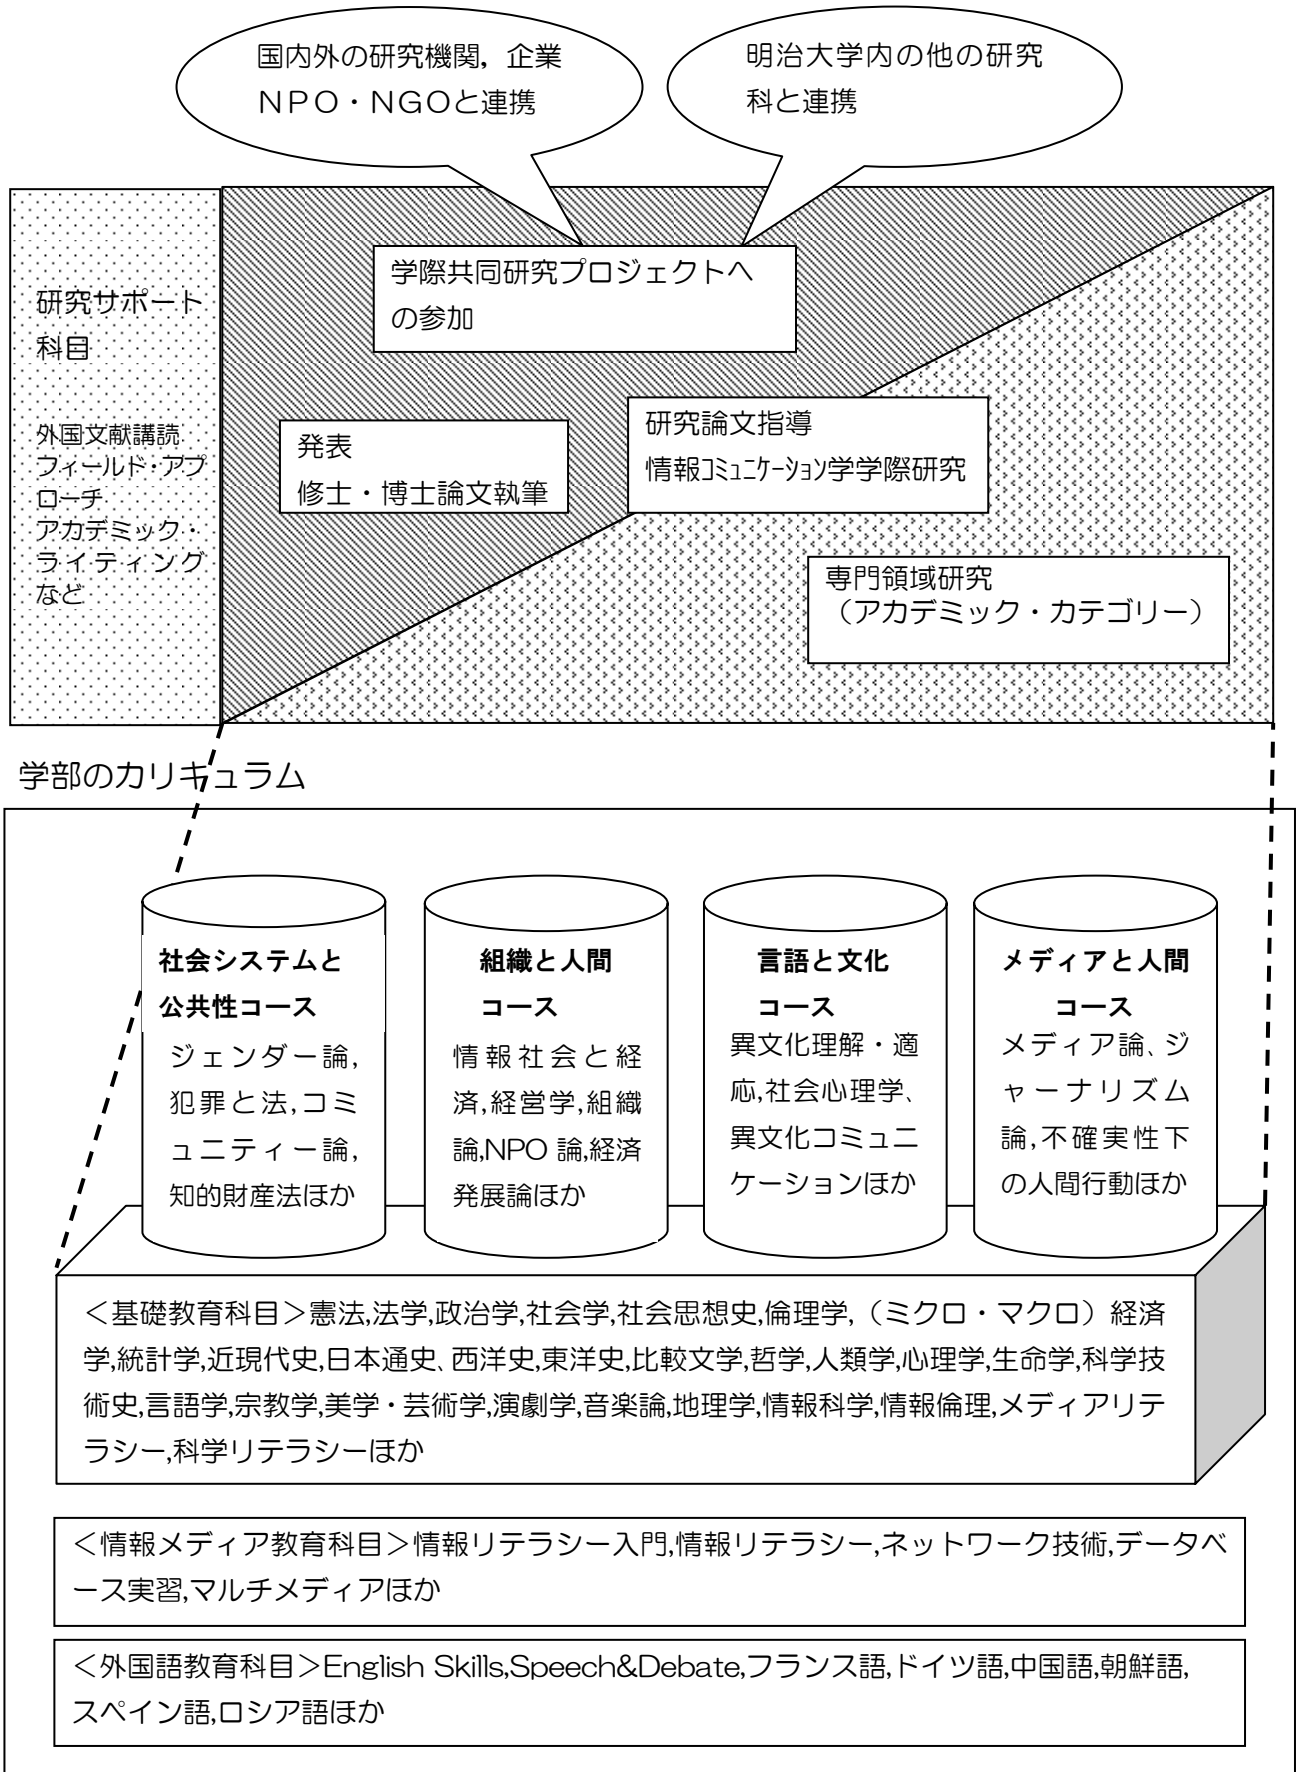 国内外の研究機関，企業
ＮＰＯ・ＮＧＯと連携
明治大学内の他の研究
科と連携
研究サポート
科目
外国文献講読
フィールド・アプ
ローチ
アカデミック・
ライティング
など
学際共同研究プロジェクトへ
の参加
発表
修士・博士論文執筆
研究論文指導
情報ｺﾐｭﾆｹｰｼｮﾝ学学際研究
専門領域研究
（アカデミック・カテゴリー）
学部のカリキュラム
社会システムと
公共性コース
ジェンダー論,
犯罪と法,コミ
ュニティー論,
知的財産法ほか
組織と人間
コース
情報社会と経
済,経営学,組織
論,NPO 論,経済
発展論ほか
言語と文化
コース
異文化理解・適
応,社会心理学、
異文化コミュニ
ケーションほか
メディアと人間
コース
メディア論、ジ
ャーナリズム
論,不確実性下
の人間行動ほか
＜基礎教育科目＞憲法,法学,政治学,社会学,社会思想史,倫理学,（ミクロ・マクロ）経済
学,統計学,近現代史,日本通史、西洋史,東洋史,比較文学,哲学,人類学,心理学,生命学,科学技
術史,言語学,宗教学,美学・芸術学,演劇学,音楽論,地理学,情報科学,情報倫理,メディアリテ
ラシー,科学リテラシーほか
＜情報メディア教育科目＞情報リテラシー入門,情報リテラシー,ネットワーク技術,データベ
ース実習,マルチメディアほか
＜外国語教育科目＞English Skills,Speech&Debate,フランス語,ドイツ語,中国語,朝鮮語,
スペイン語,ロシア語ほか